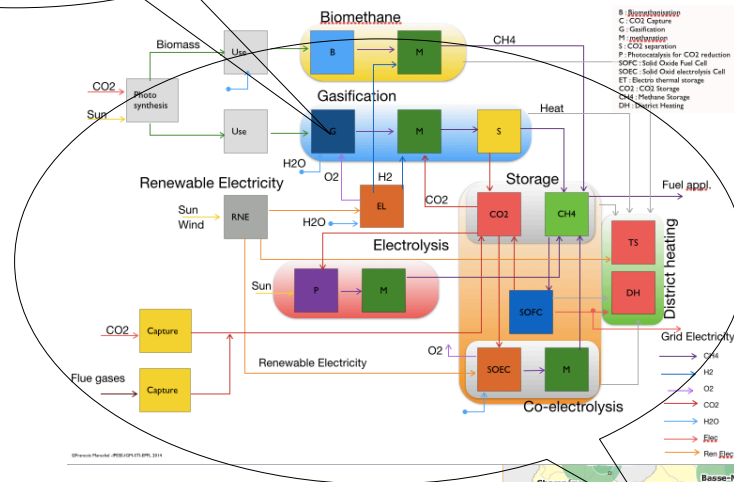 Biomethane
B : Biomethanisation
C : CO2 Capture
G : Gasification
M : methanation
S : CO2 separation
P : Photocatalsis for CO2 reduction
SOFC : Solid Oxide Fuel Cell
SOEC : Solid Oxid electrolysis Cell
ET : Electro thermal storage
CO2 : CO2 Storage
CH4 : Methane Storage
DH : District Heating
Biomass
Use
B
M
CH4
CO2
Photo
synthesis
Sun
Gasification
Heat
Use
G
M
S
H2O
O2
H2
Renewable Electricity
Storage
Fuel appl.
CO2
Sun
Wind
RNE
EL
CO2
CH4
H2O
TS
Electrolysis
District heating
Sun
P
M
DH
SOFC
CO2
Capture
Grid Electricity
O2
CH4
Renewable Electricity
SOEC
M
H2
Flue gases
Capture
O2
CO2
Co-electrolysis
H2O
Elec
Ren Elec
Basse-N